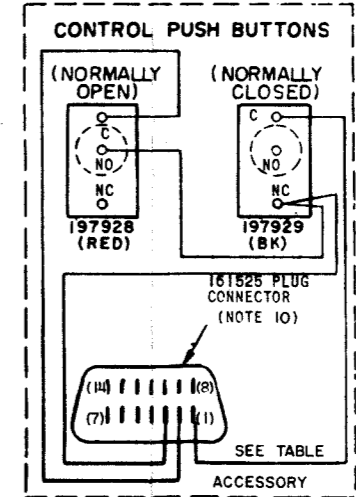 CONTROL PUSH BUTTONS
(NORMALLY OPEN)
(NORMALLY CLOSED)
C
NO
NC
197928
(RED)
C
NO
NC
197929
(BK)
161525 PLUG
CONNECTOR
(NOTE 10)
(14) (8)
(7) (1)
SEE TABLE
ACCESSORY